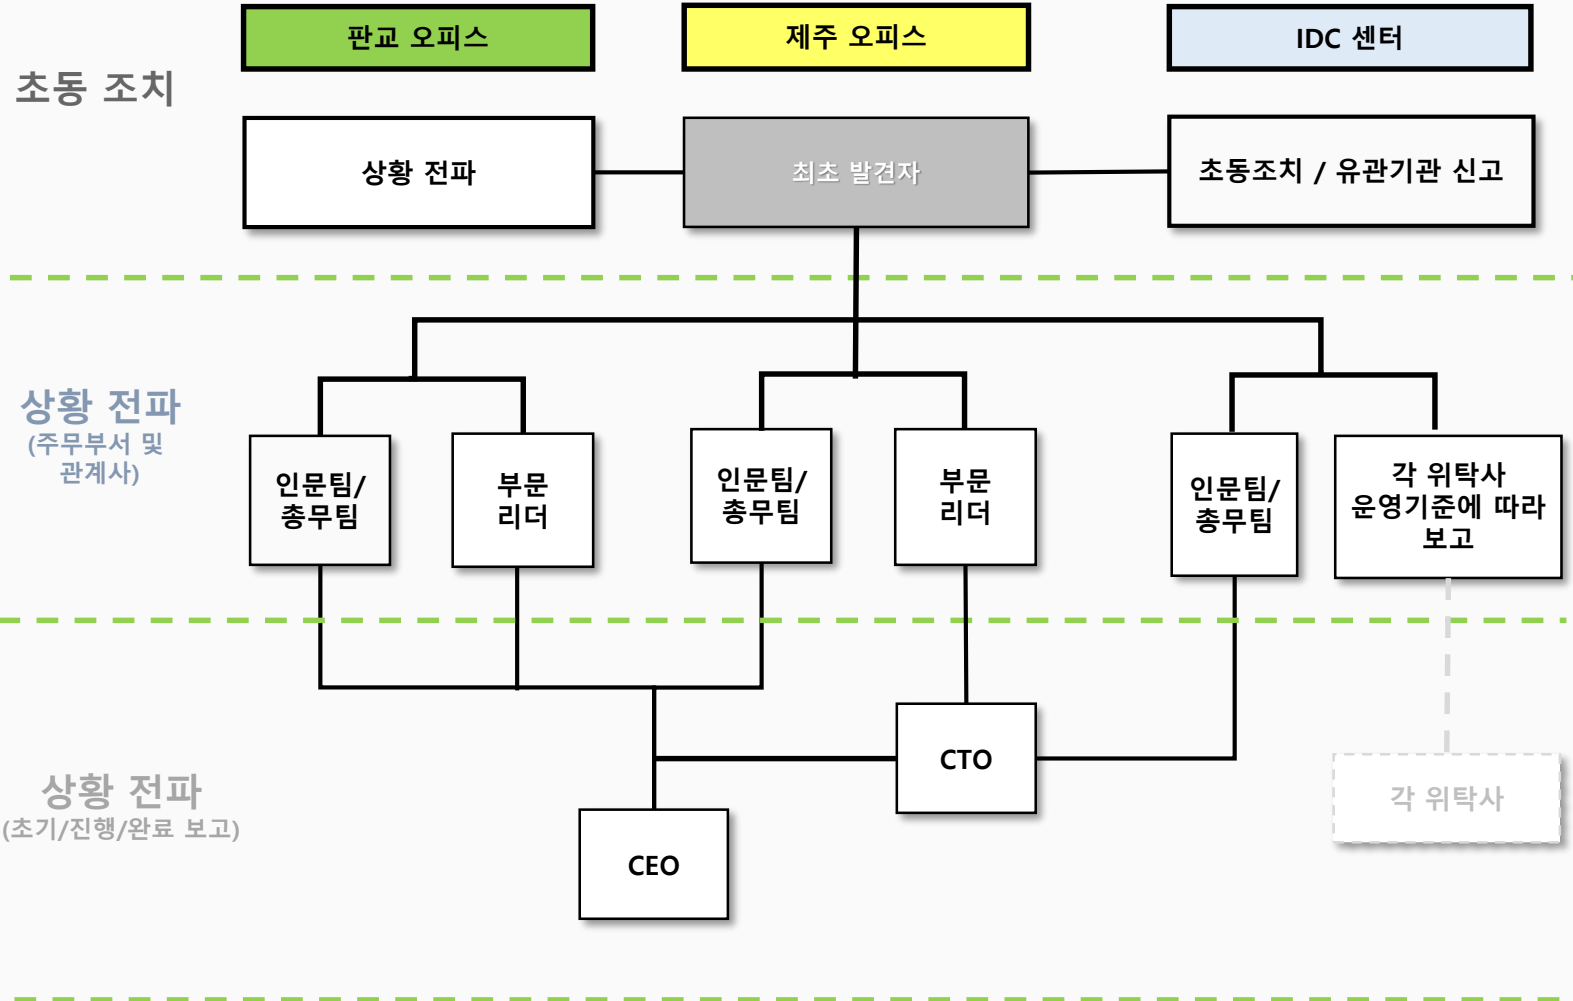 판교 오피스
제주 오피스
IDC 센터
초동 조치
상황 전파
최초 발견자
초동조치 / 유관기관 신고
상황 전파
(주무부서 및
관계사)
인문팀/
총무팀
부문
리더
인문팀/
총무팀
부문
리더
인문팀/
총무팀
각 위탁사
운영기준에 따라
보고
상황 전파
(초기/진행/완료 보고)
CTO
각 위탁사
CEO